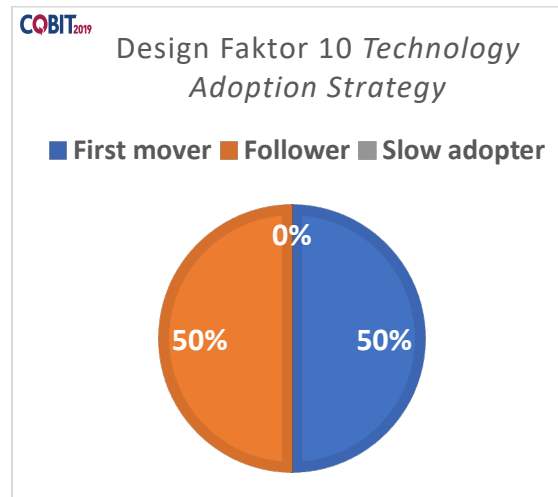 COBIT2019
Design Faktor 10 Technology
Adoption Strategy
First mover Follower Slow adopter
0%
50% 50%